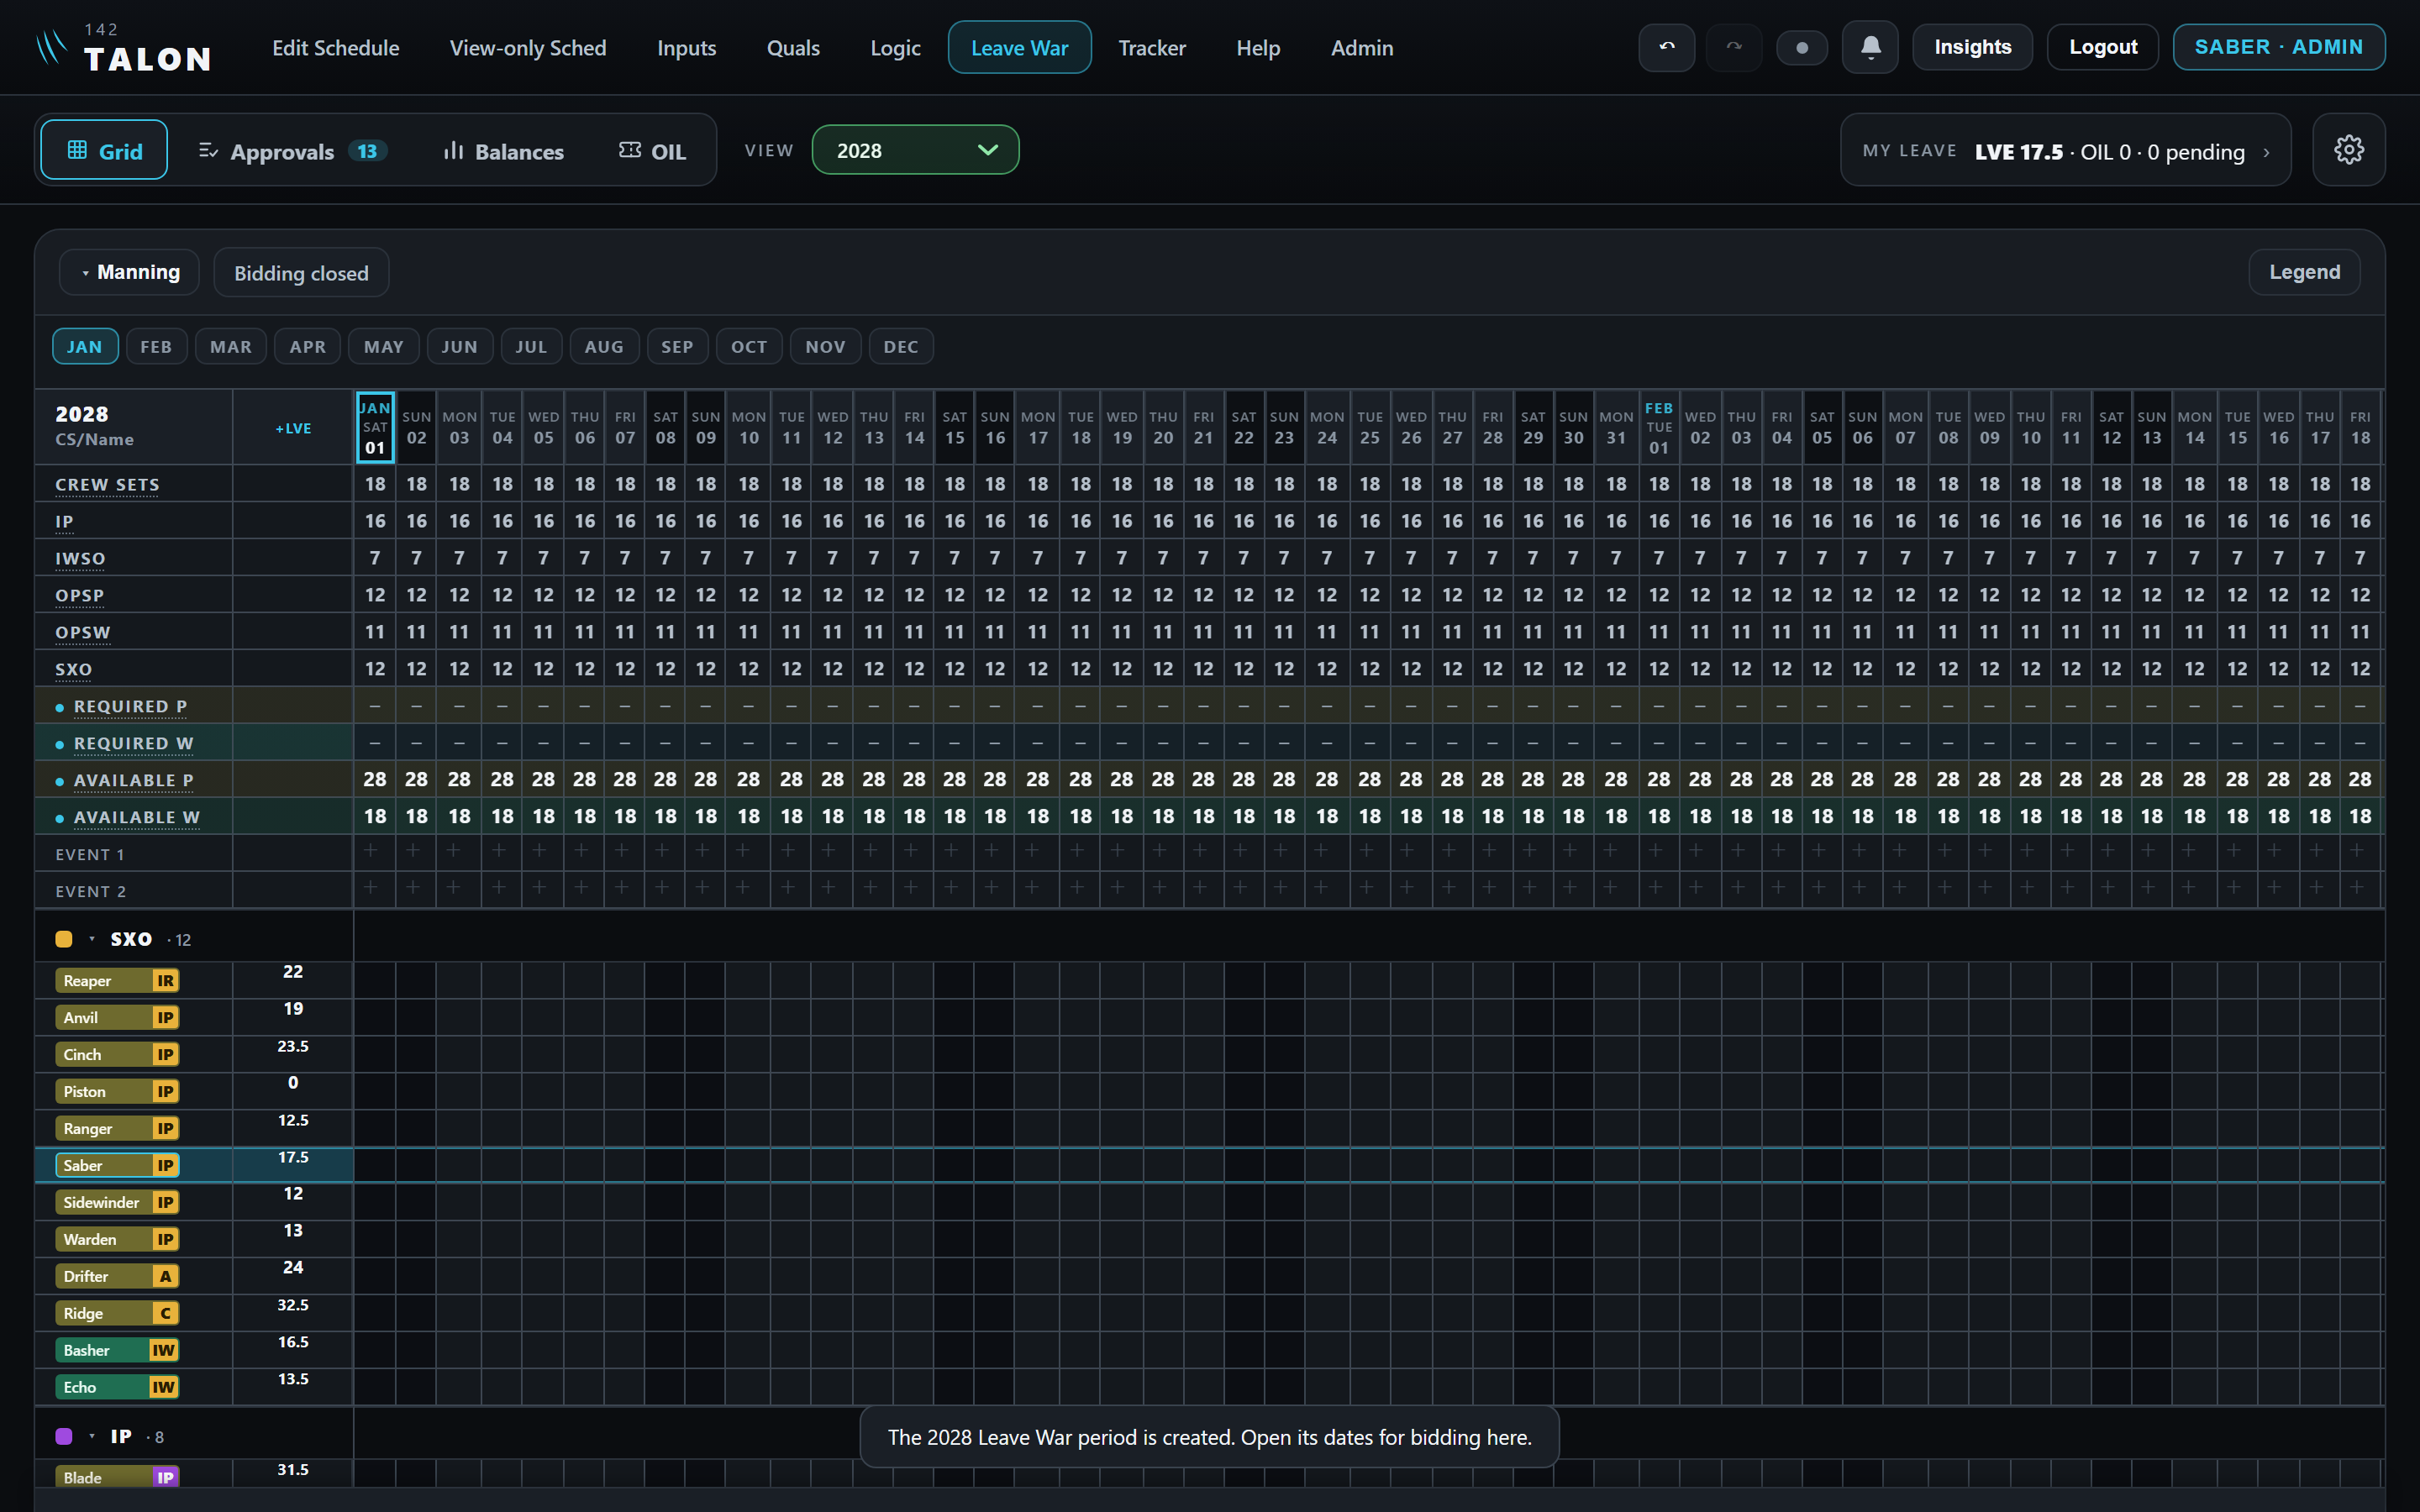 142
TALON
Edit Schedule View-only Sched Inputs Quals Logic Leave War Tracker Help Admin
Insights Logout SABER · ADMIN
Grid Approvals 13 Balances OIL VIEW 2028
MY LEAVE LVE 17.5 · OIL 0 · 0 pending ›
Manning Bidding closed Legend
JAN FEB MAR APR MAY JUN JUL AUG SEP OCT NOV DEC
JAN FEB
SAT SUN MON TUE WED THU FRI SAT SUN MON TUE WED THU FRI SAT SUN MON TUE WED THU FRI SAT SUN MON TUE WED THU FRI SAT SUN MON TUE WED THU FRI SAT SUN MON TUE WED THU FRI SAT SUN MON TUE WED THU FRI
2028
CS/Name +LVE 01 02 03 04 05 06 07 08 09 10 11 12 13 14 15 16 17 18 19 20 21 22 23 24 25 26 27 28 29 30 31 01 02 03 04 05 06 07 08 09 10 11 12 13 14 15 16 17 18
CREW SETS 18 18 18 18 18 18 18 18 18 18 18 18 18 18 18 18 18 18 18 18 18 18 18 18 18 18 18 18 18 18 18 18 18 18 18 18 18 18 18 18 18 18 18 18 18 18 18 18 18
IP 16 16 16 16 16 16 16 16 16 16 16 16 16 16 16 16 16 16 16 16 16 16 16 16 16 16 16 16 16 16 16 16 16 16 16 16 16 16 16 16 16 16 16 16 16 16 16 16 16
IWSO 7 7 7 7 7 7 7 7 7 7 7 7 7 7 7 7 7 7 7 7 7 7 7 7 7 7 7 7 7 7 7 7 7 7 7 7 7 7 7 7 7 7 7 7 7 7 7 7 7
OPSP 12 12 12 12 12 12 12 12 12 12 12 12 12 12 12 12 12 12 12 12 12 12 12 12 12 12 12 12 12 12 12 12 12 12 12 12 12 12 12 12 12 12 12 12 12 12 12 12 12
OPSW 11 11 11 11 11 11 11 11 11 11 11 11 11 11 11 11 11 11 11 11 11 11 11 11 11 11 11 11 11 11 11 11 11 11 11 11 11 11 11 11 11 11 11 11 11 11 11 11 11
SXO 12 12 12 12 12 12 12 12 12 12 12 12 12 12 12 12 12 12 12 12 12 12 12 12 12 12 12 12 12 12 12 12 12 12 12 12 12 12 12 12 12 12 12 12 12 12 12 12 12
REQUIRED P – – – – – – – – – – – – – – – – – – – – – – – – – – – – – – – – – – – – – – – – – – – – – – – – –
REQUIRED W – – – – – – – – – – – – – – – – – – – – – – – – – – – – – – – – – – – – – – – – – – – – – – – – –
AVAILABLE P 28 28 28 28 28 28 28 28 28 28 28 28 28 28 28 28 28 28 28 28 28 28 28 28 28 28 28 28 28 28 28 28 28 28 28 28 28 28 28 28 28 28 28 28 28 28 28 28 28
AVAILABLE W 18 18 18 18 18 18 18 18 18 18 18 18 18 18 18 18 18 18 18 18 18 18 18 18 18 18 18 18 18 18 18 18 18 18 18 18 18 18 18 18 18 18 18 18 18 18 18 18 18
EVENT 1 + + + + + + + + + + + + + + + + + + + + + + + + + + + + + + + + + + + + + + + + + + + + + + + + +
EVENT 2 + + + + + + + + + + + + + + + + + + + + + + + + + + + + + + + + + + + + + + + + + + + + + + + + +
SXO · 12
Reaper IR 22
Anvil IP 19
Cinch IP 23.5
Piston IP 0
Ranger IP 12.5
Saber IP 17.5
Sidewinder IP 12
Warden IP 13
Drifter A 24
Ridge C 32.5
Basher IW 16.5
Echo IW 13.5
IP · 8
Blade IP 31.5
The 2028 Leave War period is created. Open its dates for bidding here.